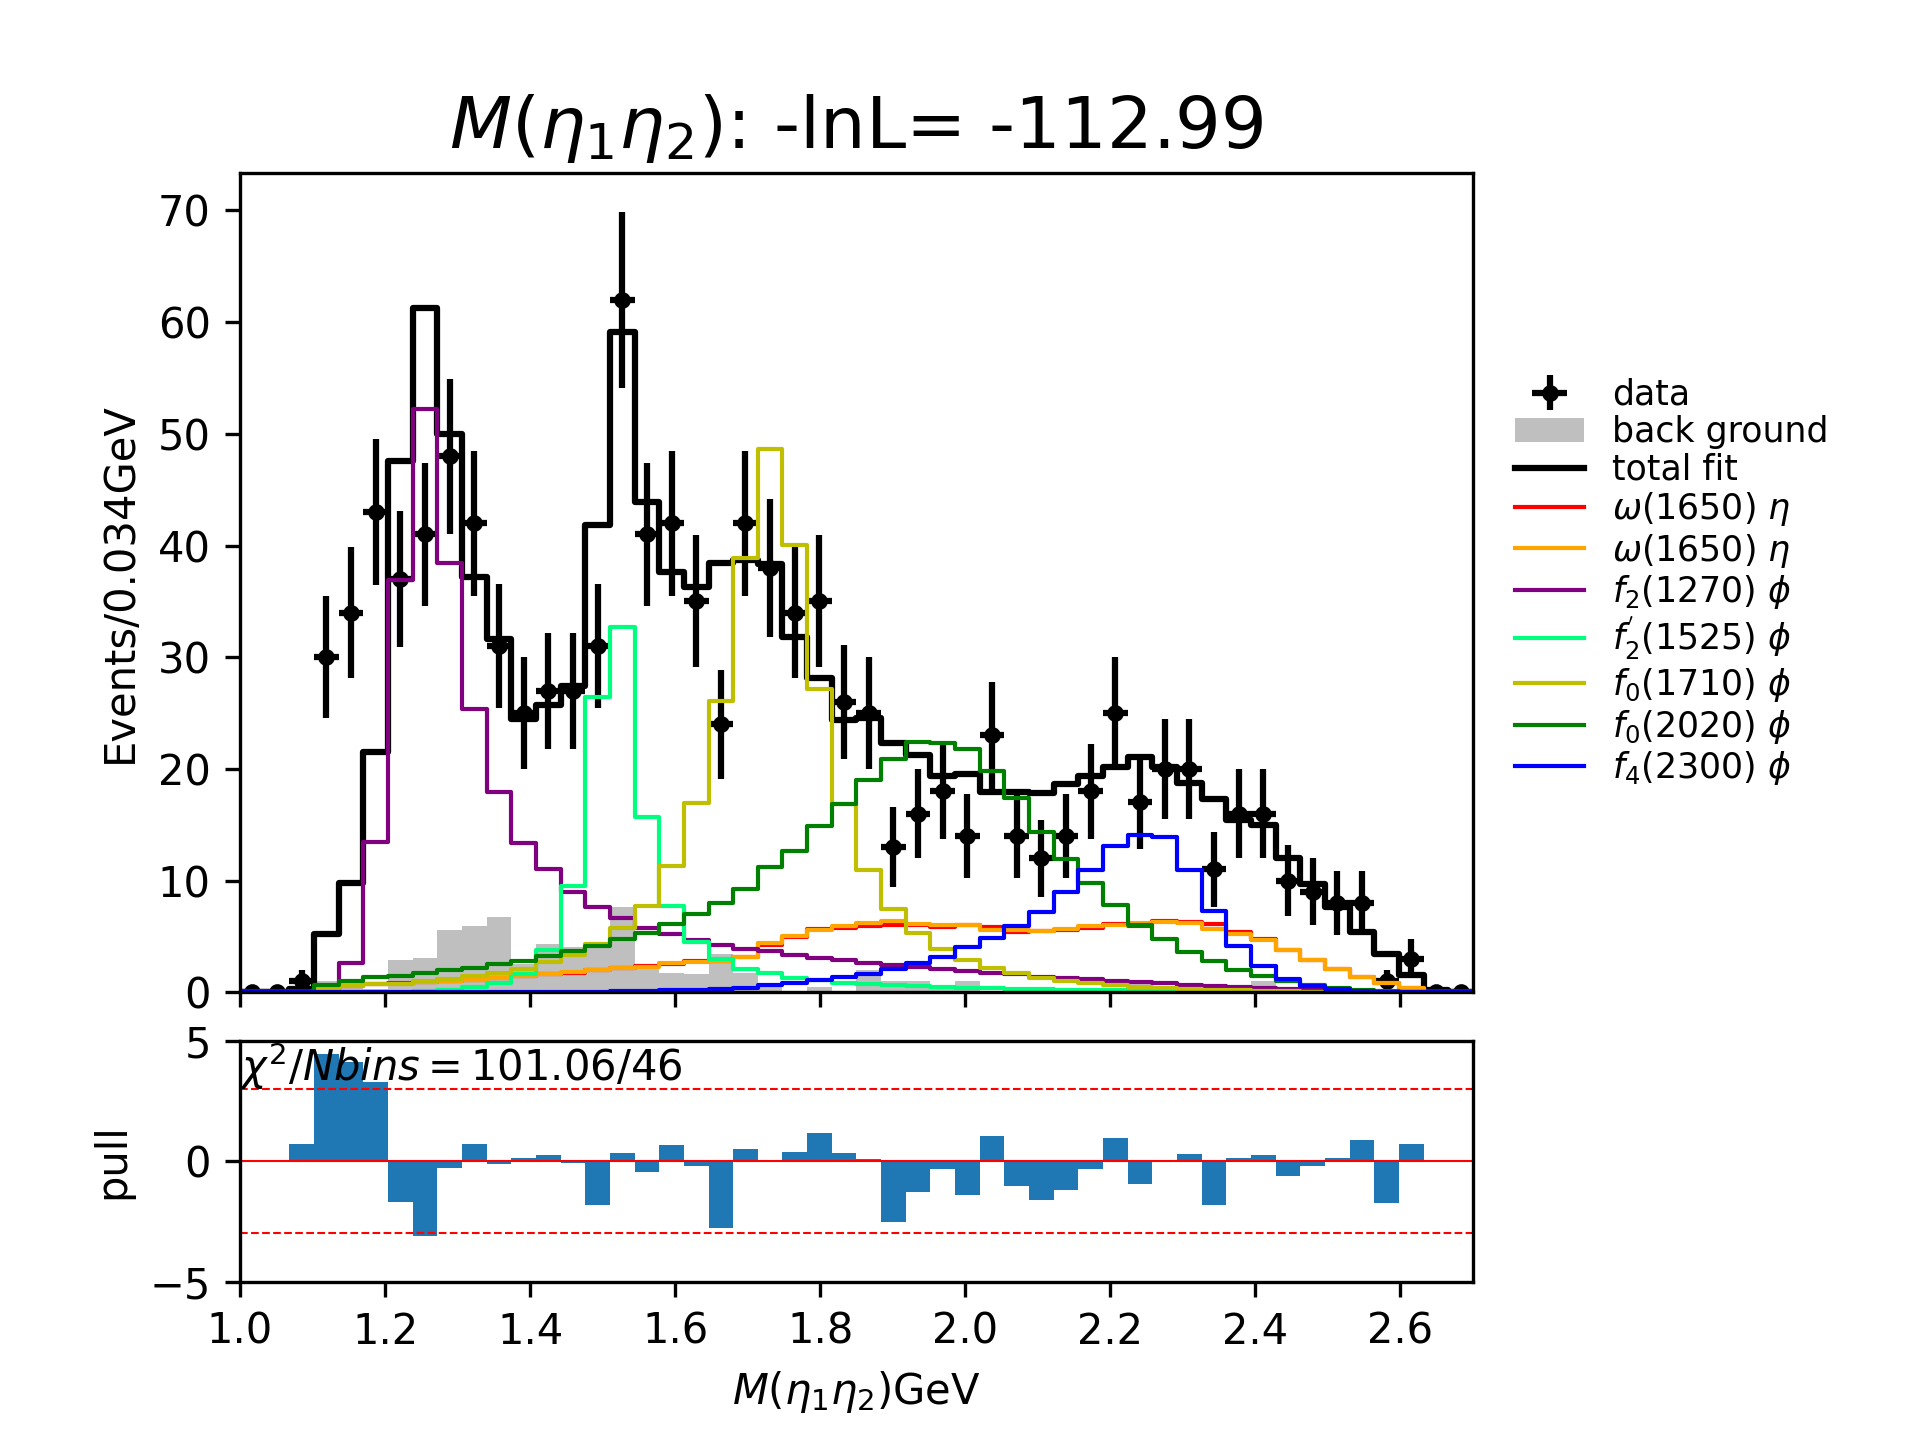 M(η₁η₂): -lnL= -112.99
Events/0.034GeV
70
60
50
40
30
20
10
0
data
back ground
total fit
ω(1650) η
ω(1650) η
f₂(1270) ϕ
f₂′(1525) ϕ
f₀(1710) ϕ
f₀(2020) ϕ
f₄(2300) ϕ
χ²/Nbins = 101.06/46
pull
5
0
−5
1.0 1.2 1.4 1.6 1.8 2.0 2.2 2.4 2.6
M(η₁η₂)GeV